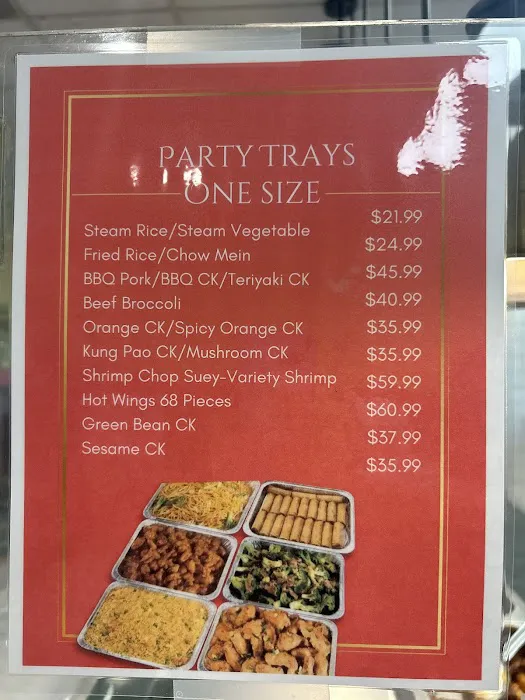 PARTY TRAYS
ONE SIZE
Steam Rice/Steam Vegetable $21.99
Fried Rice/Chow Mein $24.99
BBQ Pork/BBQ CK/Teriyaki CK $45.99
Beef Broccoli $40.99
Orange CK/Spicy Orange CK $35.99
Kung Pao CK/Mushroom CK $35.99
Shrimp Chop Suey-Variety Shrimp $59.99
Hot Wings 68 Pieces $60.99
Green Bean CK $37.99
Sesame CK $35.99